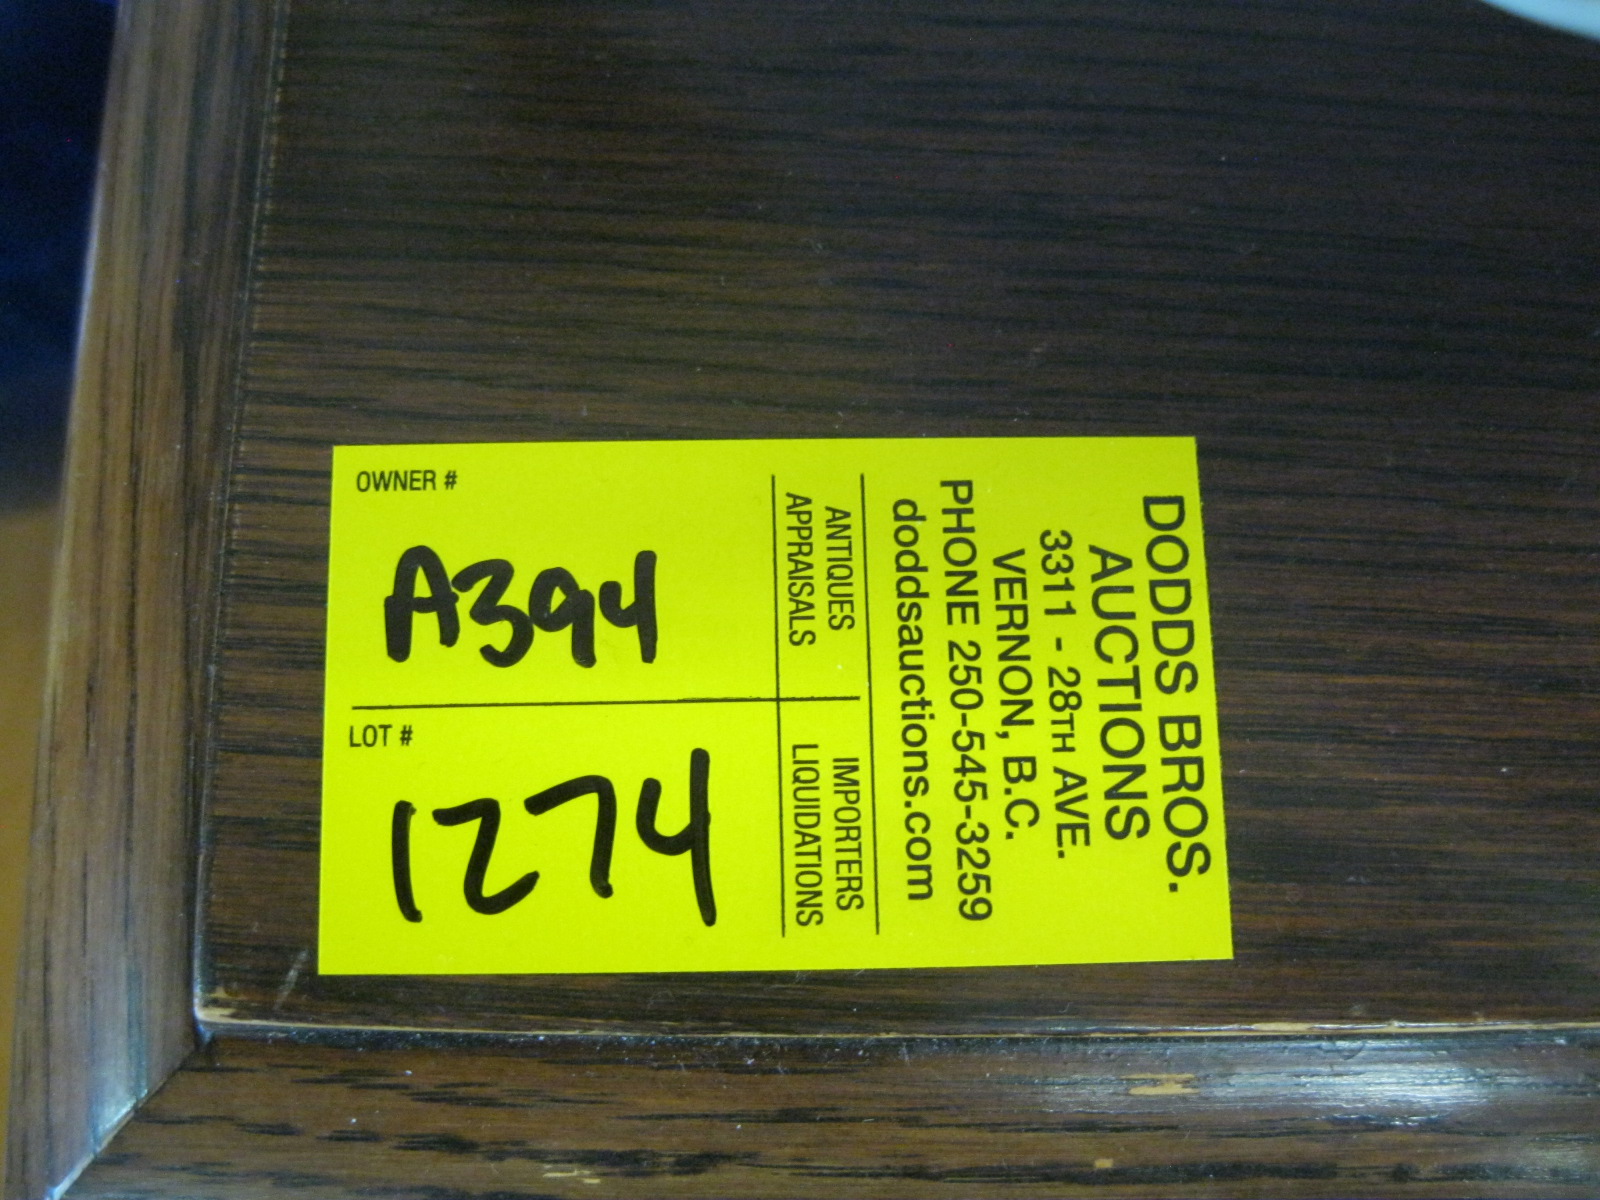 DODDS BROS.
AUCTIONS
3311 - 28TH AVE.
VERNON, B.C.
PHONE 250-545-3259
doddsauctions.com
ANTIQUES
APPRAISALS
IMPORTERS
LIQUIDATIONS
OWNER #
A394
LOT #
1274